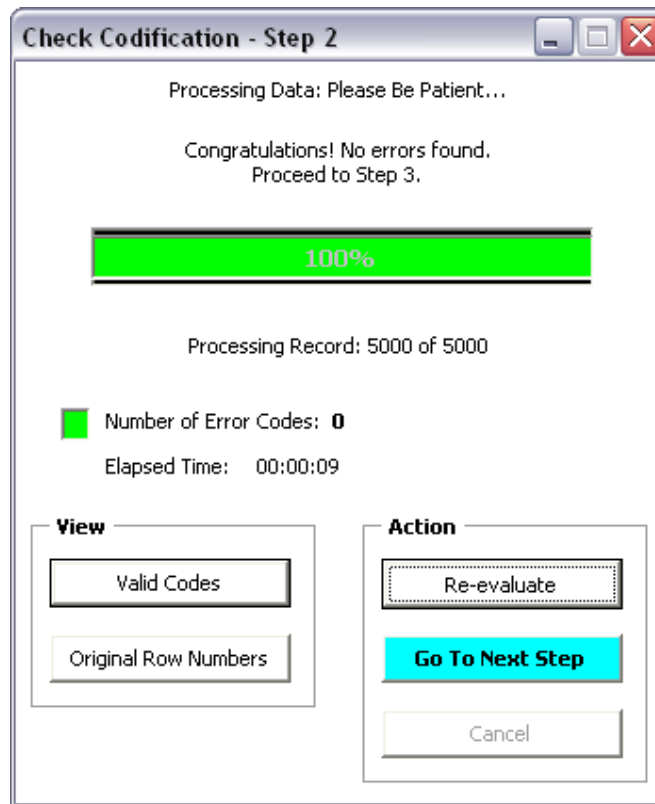 Check Codification - Step 2
Processing Data: Please Be Patient...
Congratulations! No errors found.
Proceed to Step 3.
100%
Processing Record: 5000 of 5000
Number of Error Codes: 0
Elapsed Time: 00:00:09
View
Valid Codes
Original Row Numbers
Action
Re-evaluate
Go To Next Step
Cancel